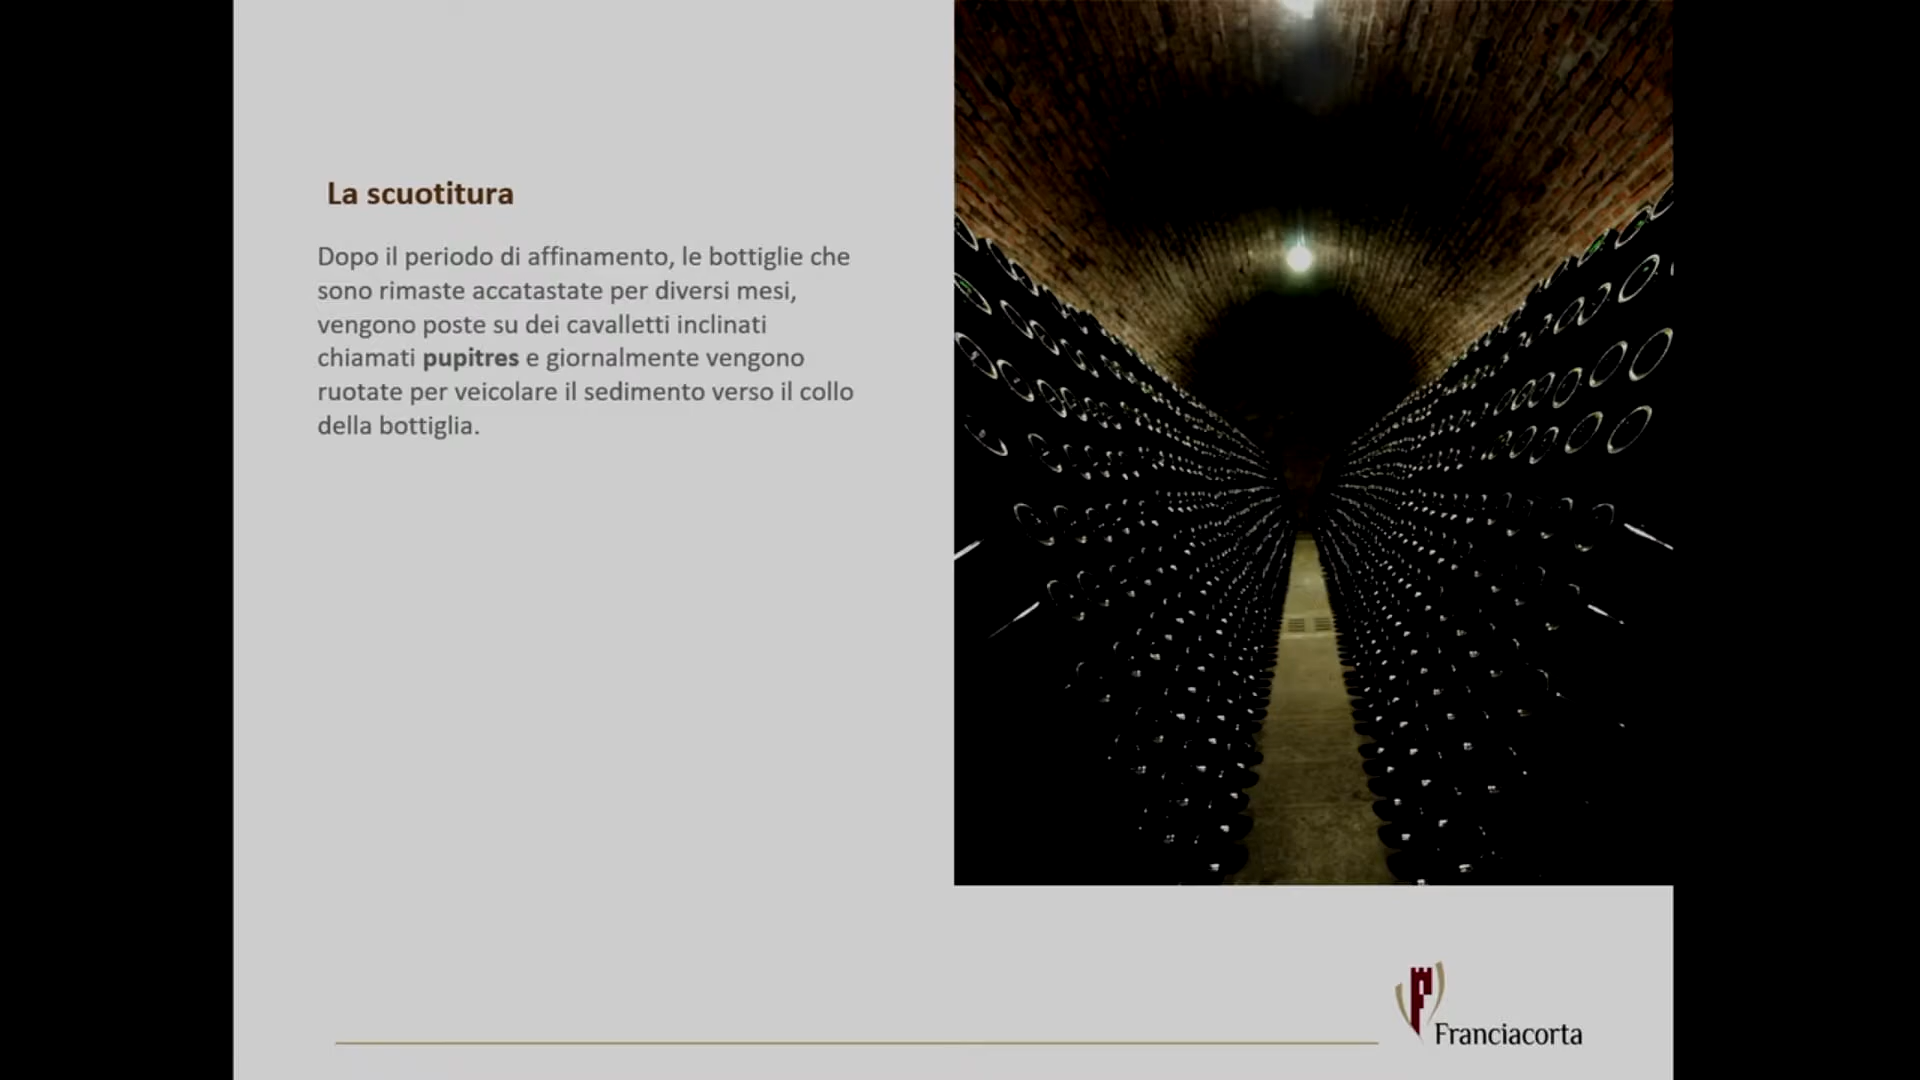 La scuotitura
Dopo il periodo di affinamento, le bottiglie che
sono rimaste accatastate per diversi mesi,
vengono poste su dei cavalletti inclinati
chiamati pupitres e giornalmente vengono
ruotate per veicolare il sedimento verso il collo
della bottiglia.
Franciacorta